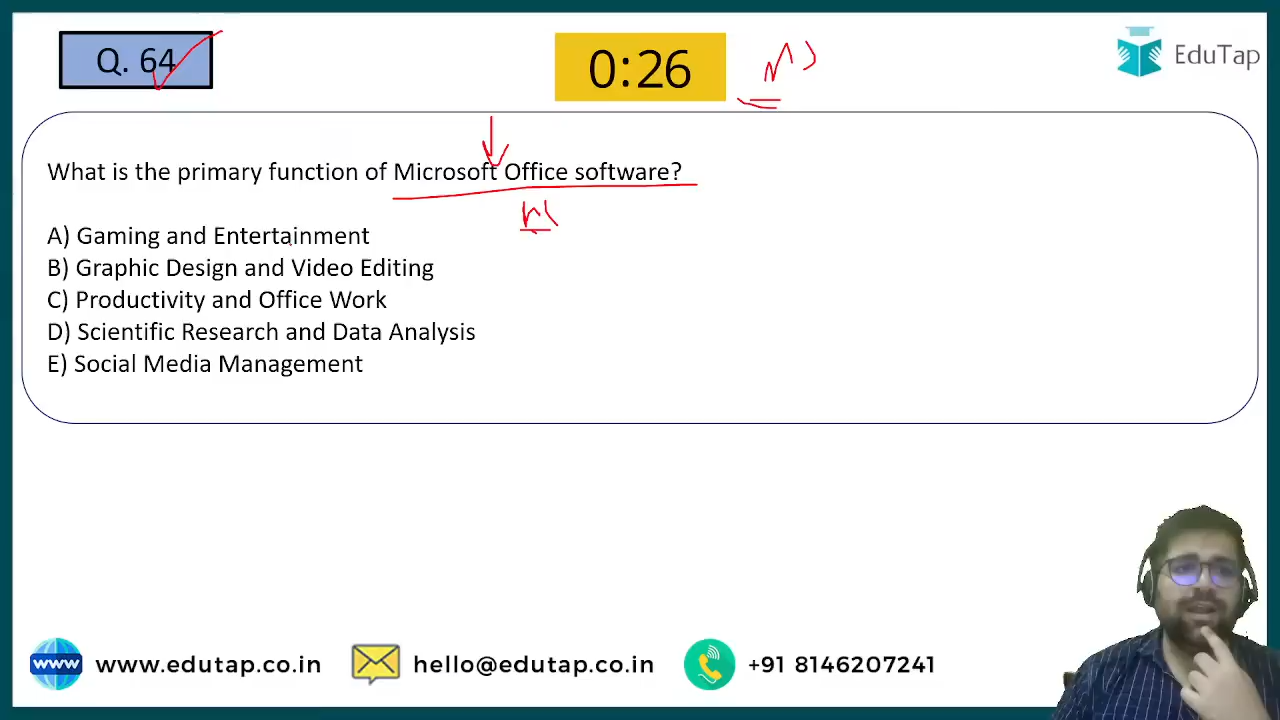 Q. 64
0:26
MS
EduTap
What is the primary function of Microsoft Office software?
A) Gaming and Entertainment
B) Graphic Design and Video Editing
C) Productivity and Office Work
D) Scientific Research and Data Analysis
E) Social Media Management
www
www.edutap.co.in
hello@edutap.co.in
+91 8146207241